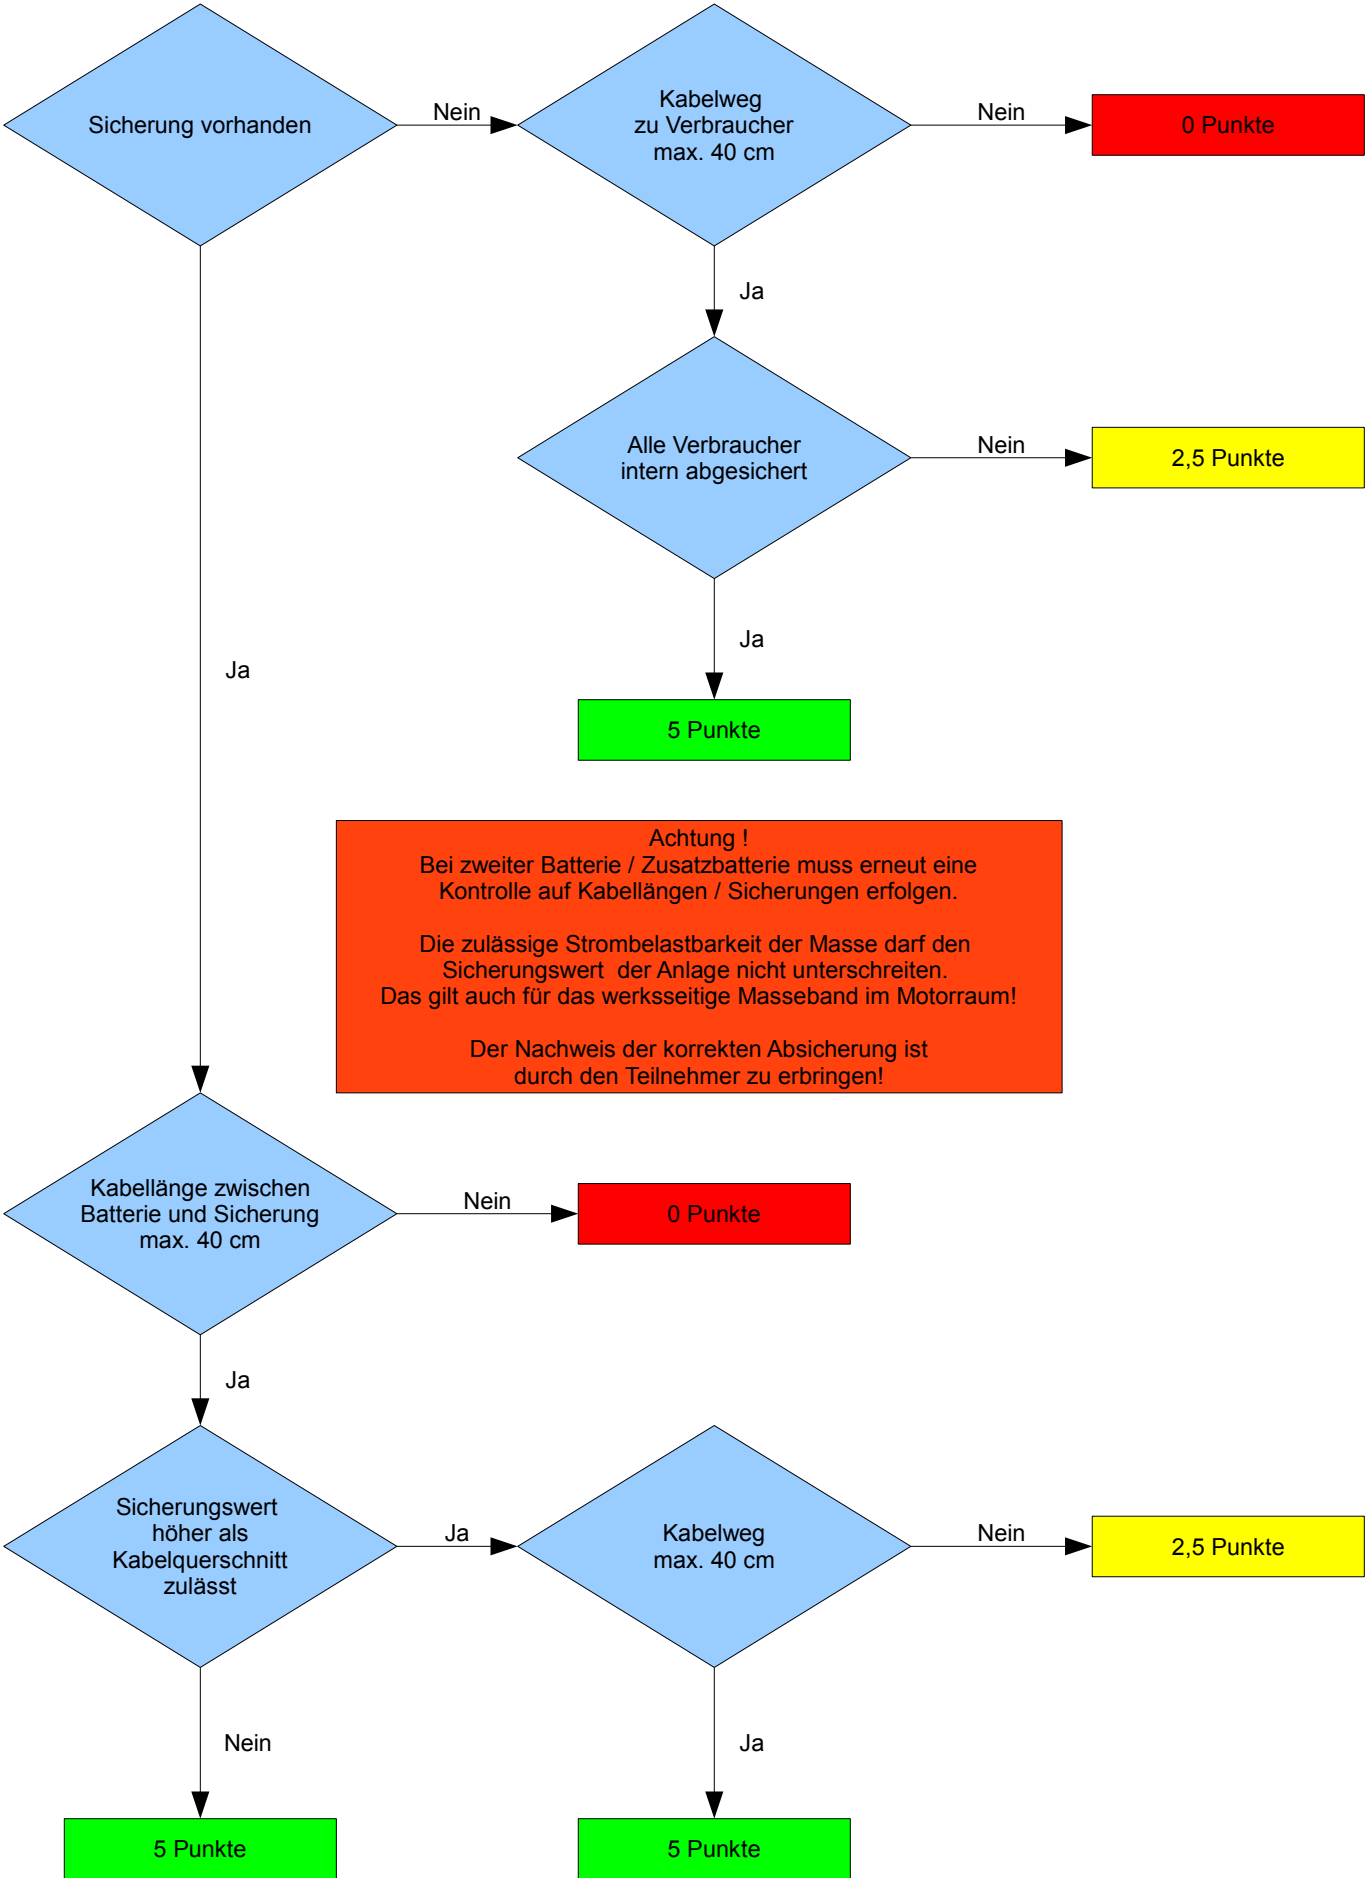 Sicherung vorhanden
Nein
Kabelweg
zu Verbraucher
max. 40 cm
Nein
0 Punkte
Ja
Alle Verbraucher
intern abgesichert
Nein
2,5 Punkte
Ja
5 Punkte
Ja
Achtung !
Bei zweiter Batterie / Zusatzbatterie muss erneut eine
Kontrolle auf Kabellängen / Sicherungen erfolgen.
Die zulässige Strombelastbarkeit der Masse darf den
Sicherungswert der Anlage nicht unterschreiten.
Das gilt auch für das werksseitige Masseband im Motorraum!
Der Nachweis der korrekten Absicherung ist
durch den Teilnehmer zu erbringen!
Kabellänge zwischen
Batterie und Sicherung
max. 40 cm
Nein
0 Punkte
Ja
Sicherungswert
höher als
Kabelquerschnitt
zulässt
Ja
Kabelweg
max. 40 cm
Nein
2,5 Punkte
Nein
Ja
5 Punkte
5 Punkte